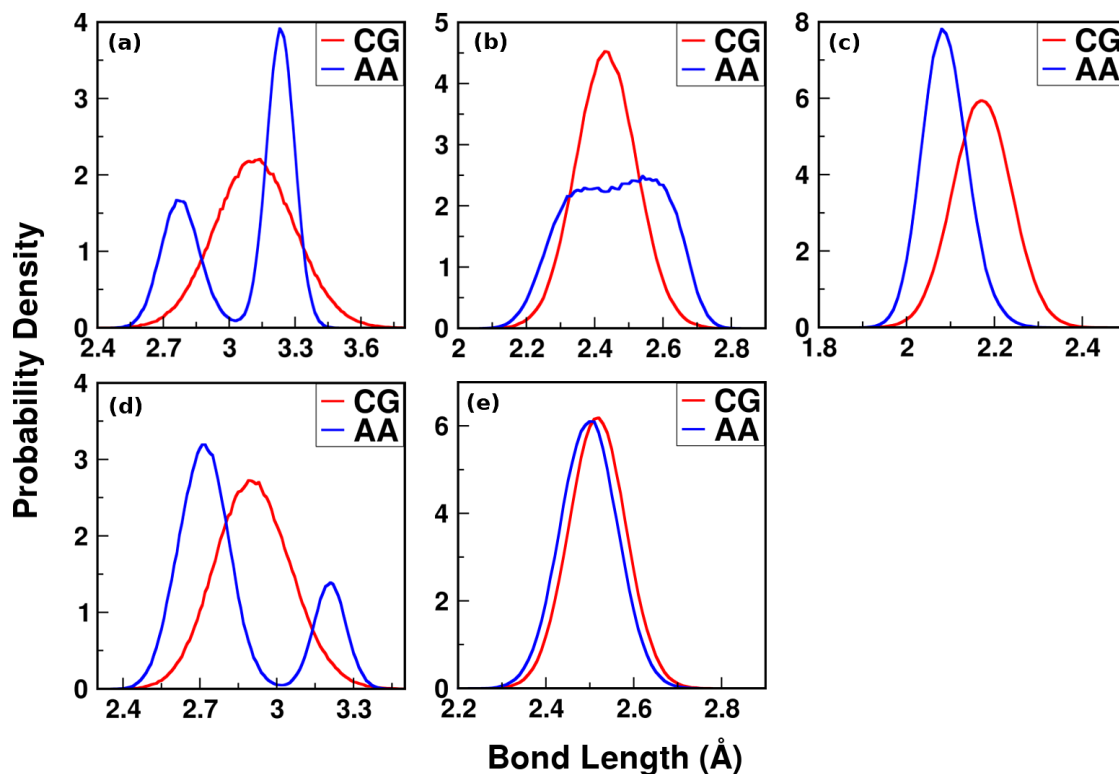 (a)
CG
AA
4
3
2
1
0
2.4 2.7 3 3.3 3.6
(b)
CG
AA
5
4
3
2
1
0
2 2.2 2.4 2.6 2.8
(c)
CG
AA
8
6
4
2
0
1.8 2 2.2 2.4
Probability Density
(d)
CG
AA
4
3
2
1
0
2.4 2.7 3 3.3
(e)
CG
AA
6
4
2
0
2.2 2.4 2.6 2.8
Bond Length (Å)